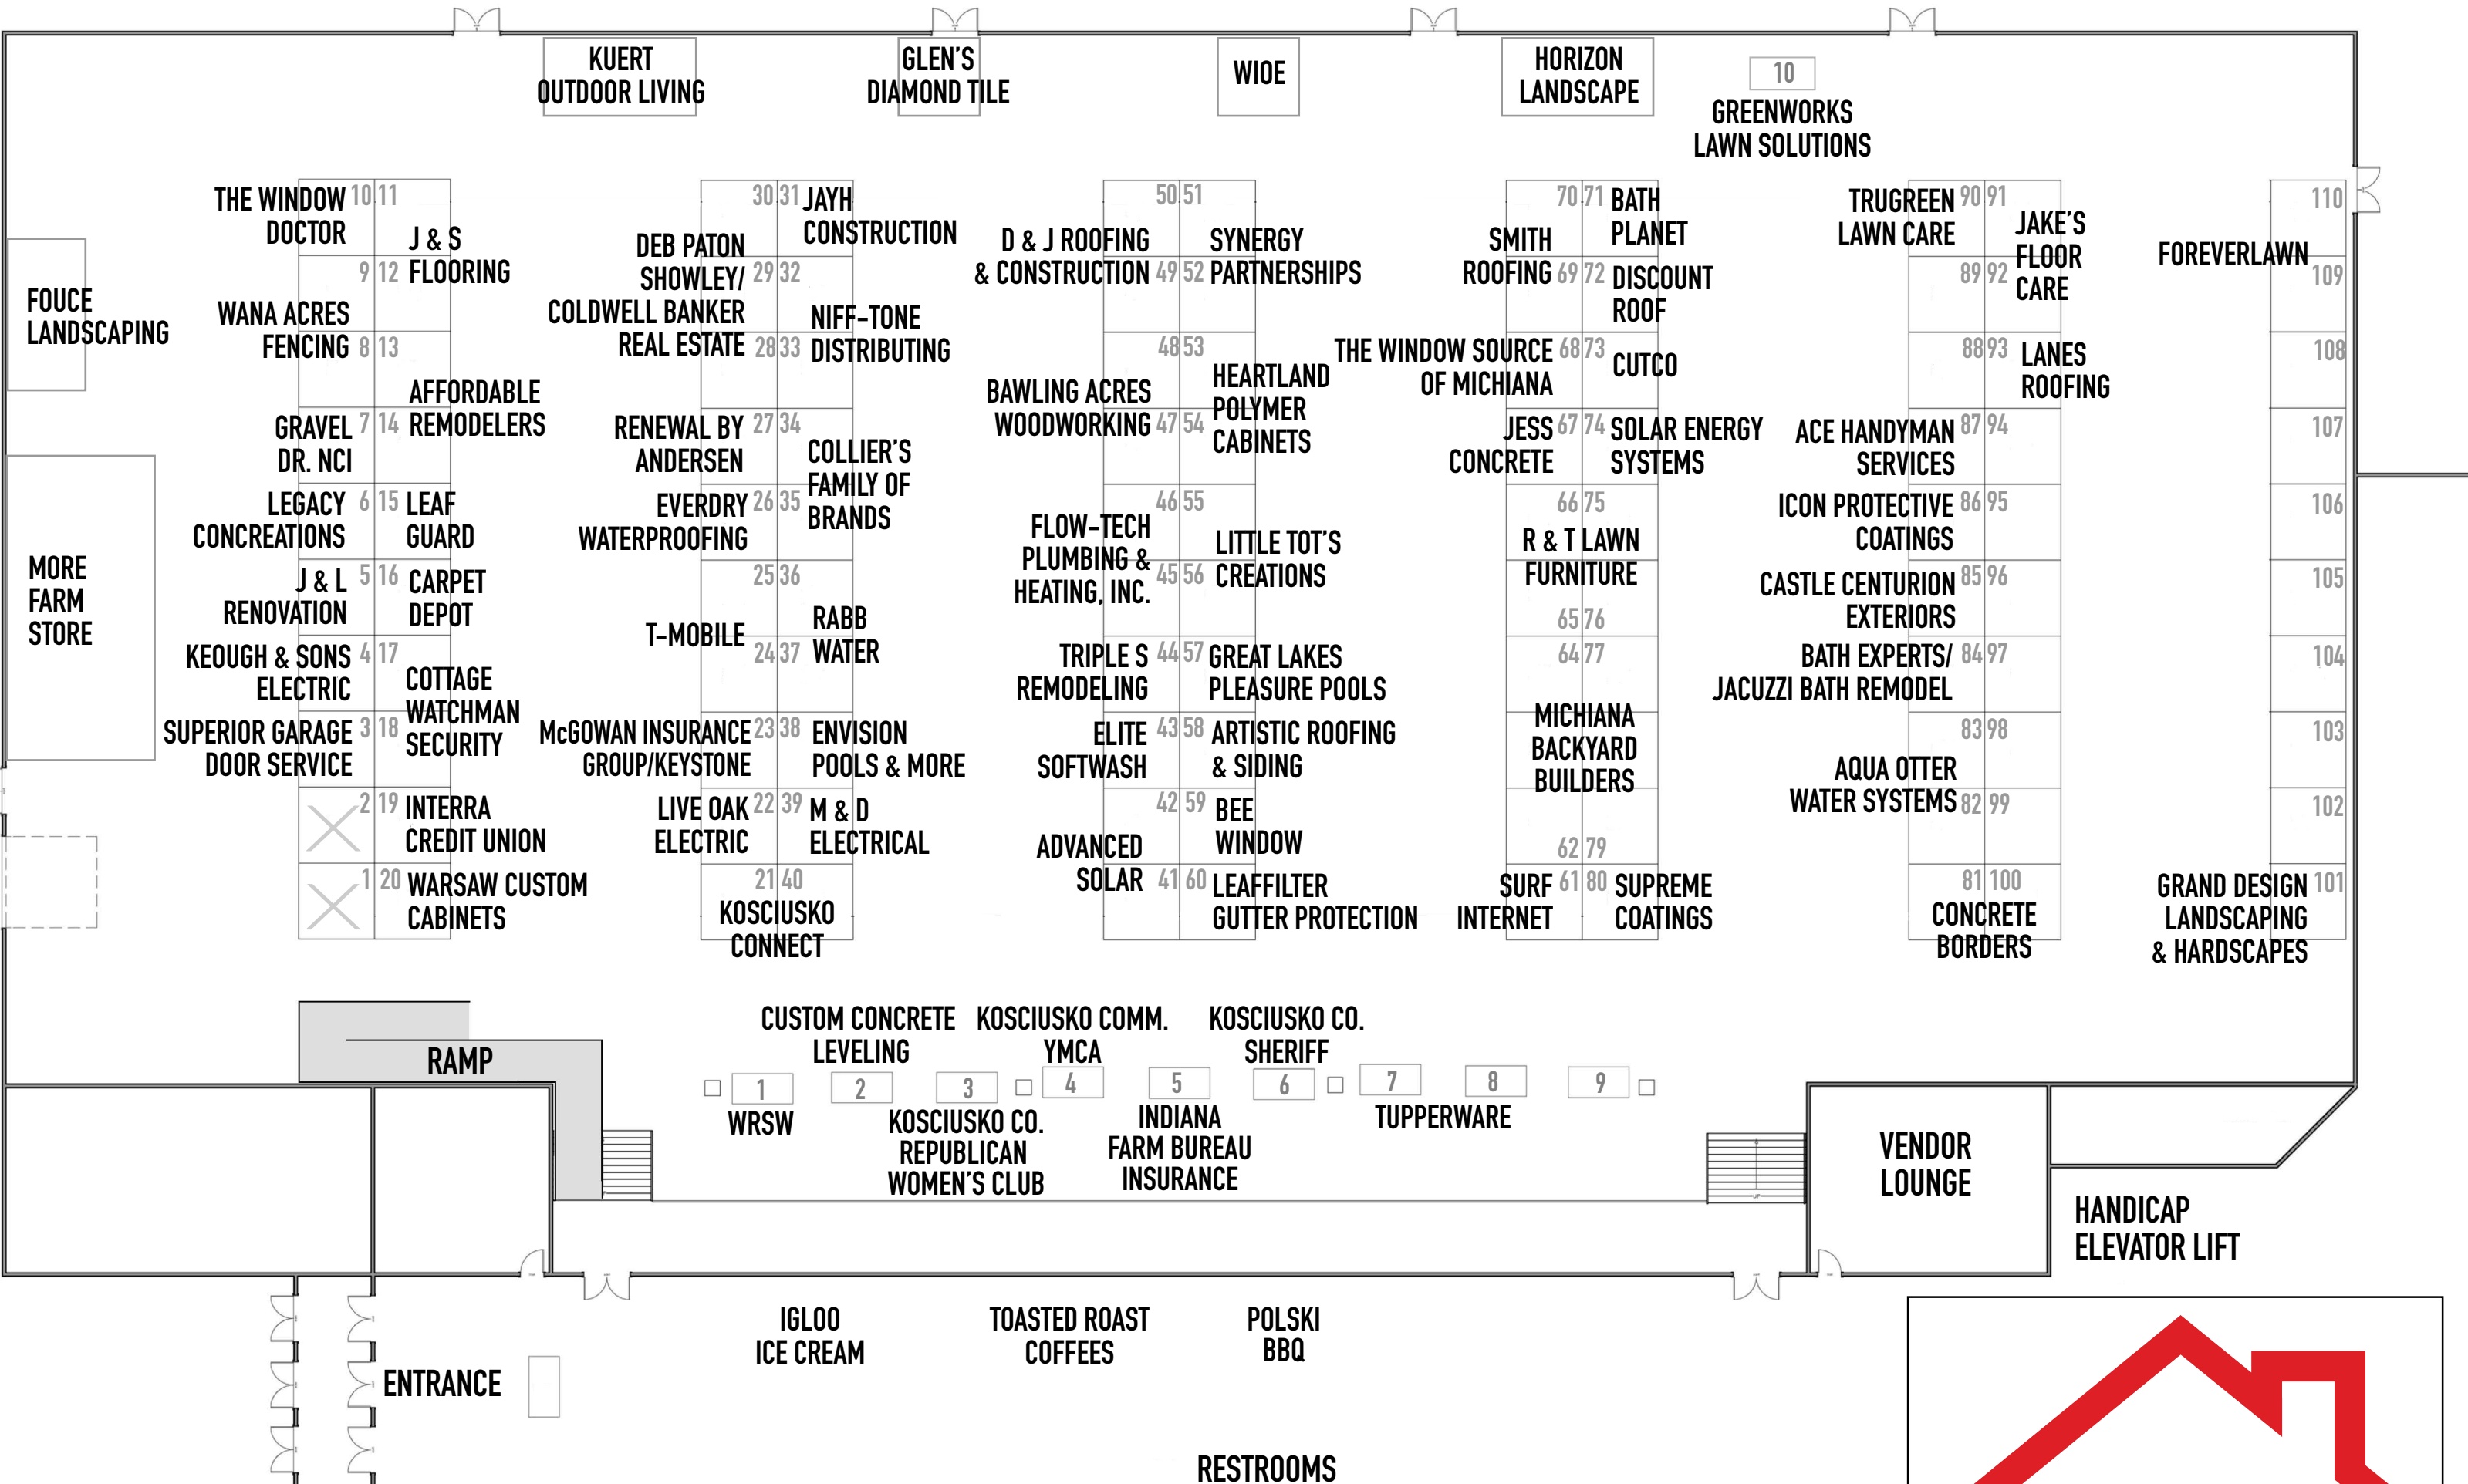 KUERT
OUTDOOR LIVING
GLEN'S
DIAMOND TILE
WIOE
HORIZON
LANDSCAPE
10
GREENWORKS
LAWN SOLUTIONS
FOUCE
LANDSCAPING
MORE
FARM
STORE
THE WINDOW
DOCTOR
10 11
J & S
FLOORING
9 12
WANA ACRES
FENCING
8 13
AFFORDABLE
REMODELERS
GRAVEL
DR. NCI
7 14
LEGACY
CONCREATIONS
6 15
LEAF
GUARD
J & L
RENOVATION
5 16
CARPET
DEPOT
KEOUGH & SONS
ELECTRIC
4 17
COTTAGE
WATCHMAN
SECURITY
SUPERIOR GARAGE
DOOR SERVICE
3 18
2 19
INTERRA
CREDIT UNION
1 20
WARSAW CUSTOM
CABINETS
30 31
JAYH
CONSTRUCTION
DEB PATON
SHOWLEY/
COLDWELL BANKER
REAL ESTATE
29 32
28 33
NIFF-TONE
DISTRIBUTING
RENEWAL BY
ANDERSEN
27 34
COLLIER'S
FAMILY OF
BRANDS
EVERDRY
WATERPROOFING
26 35
25 36
T-MOBILE
RABB
WATER
24 37
McGOWAN INSURANCE
GROUP/KEYSTONE
23 38
ENVISION
POOLS & MORE
LIVE OAK
ELECTRIC
22 39
M & D
ELECTRICAL
21 40
KOSCIUSKO
CONNECT
50 51
D & J ROOFING
& CONSTRUCTION
49 52
SYNERGY
PARTNERSHIPS
48 53
BAWLING ACRES
WOODWORKING
47 54
HEARTLAND
POLYMER
CABINETS
46 55
FLOW-TECH
PLUMBING &
HEATING, INC.
45 56
LITTLE TOT'S
CREATIONS
TRIPLE S
REMODELING
44 57
GREAT LAKES
PLEASURE POOLS
ELITE
SOFTWASH
43 58
ARTISTIC ROOFING
& SIDING
42 59
BEE
WINDOW
ADVANCED
SOLAR
41 60
LEAFFILTER
GUTTER PROTECTION
70 71
BATH
PLANET
SMITH
ROOFING
69 72
DISCOUNT
ROOF
THE WINDOW SOURCE
OF MICHIANA
68 73
CUTCO
JESS
CONCRETE
67 74
SOLAR ENERGY
SYSTEMS
66 75
R & T LAWN
FURNITURE
65 76
64 77
MICHIANA
BACKYARD
BUILDERS
62 79
SURF
INTERNET
61 80
SUPREME
COATINGS
TRUGREEN
LAWN CARE
90 91
JAKE'S
FLOOR
CARE
89 92
88 93
LANES
ROOFING
ACE HANDYMAN
SERVICES
87 94
ICON PROTECTIVE
COATINGS
86 95
CASTLE CENTURION
EXTERIORS
85 96
BATH EXPERTS/
JACUZZI BATH REMODEL
84 97
83 98
AQUA OTTER
WATER SYSTEMS
82 99
81 100
CONCRETE
BORDERS
110
FOREVERLAWN
109
108
107
106
105
104
103
102
101
GRAND DESIGN
LANDSCAPING
& HARDSCAPES
RAMP
CUSTOM CONCRETE
LEVELING
KOSCIUSKO COMM.
YMCA
KOSCIUSKO CO.
SHERIFF
1
2
3
4
5
6
7
8
9
WRSW
KOSCIUSKO CO.
REPUBLICAN
WOMEN'S CLUB
INDIANA
FARM BUREAU
INSURANCE
TUPPERWARE
VENDOR
LOUNGE
HANDICAP
ELEVATOR LIFT
IGLOO
ICE CREAM
TOASTED ROAST
COFFEES
POLSKI
BBQ
ENTRANCE
RESTROOMS